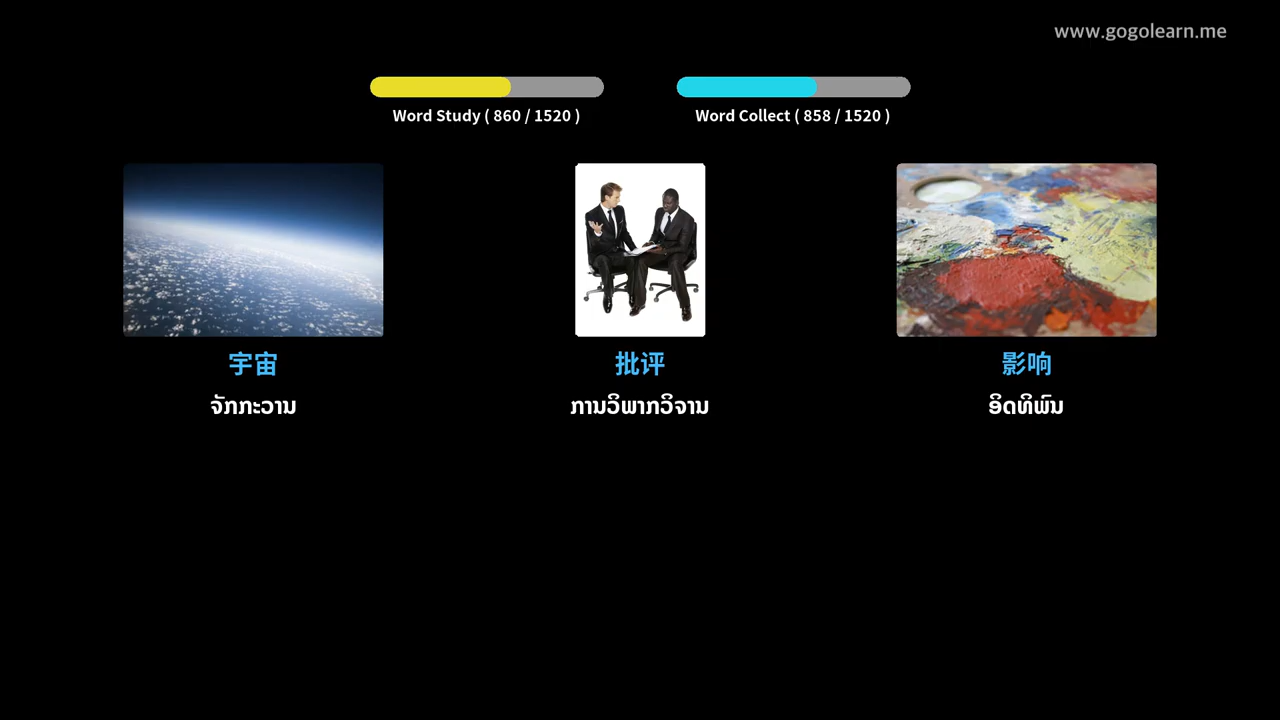 www.gogolearn.me
Word Study ( 860 / 1520 )
Word Collect ( 858 / 1520 )
宇宙
批评
影响
ຈັກກະວານ
ການວິພາກວິຈານ
ອິດທິພົນ